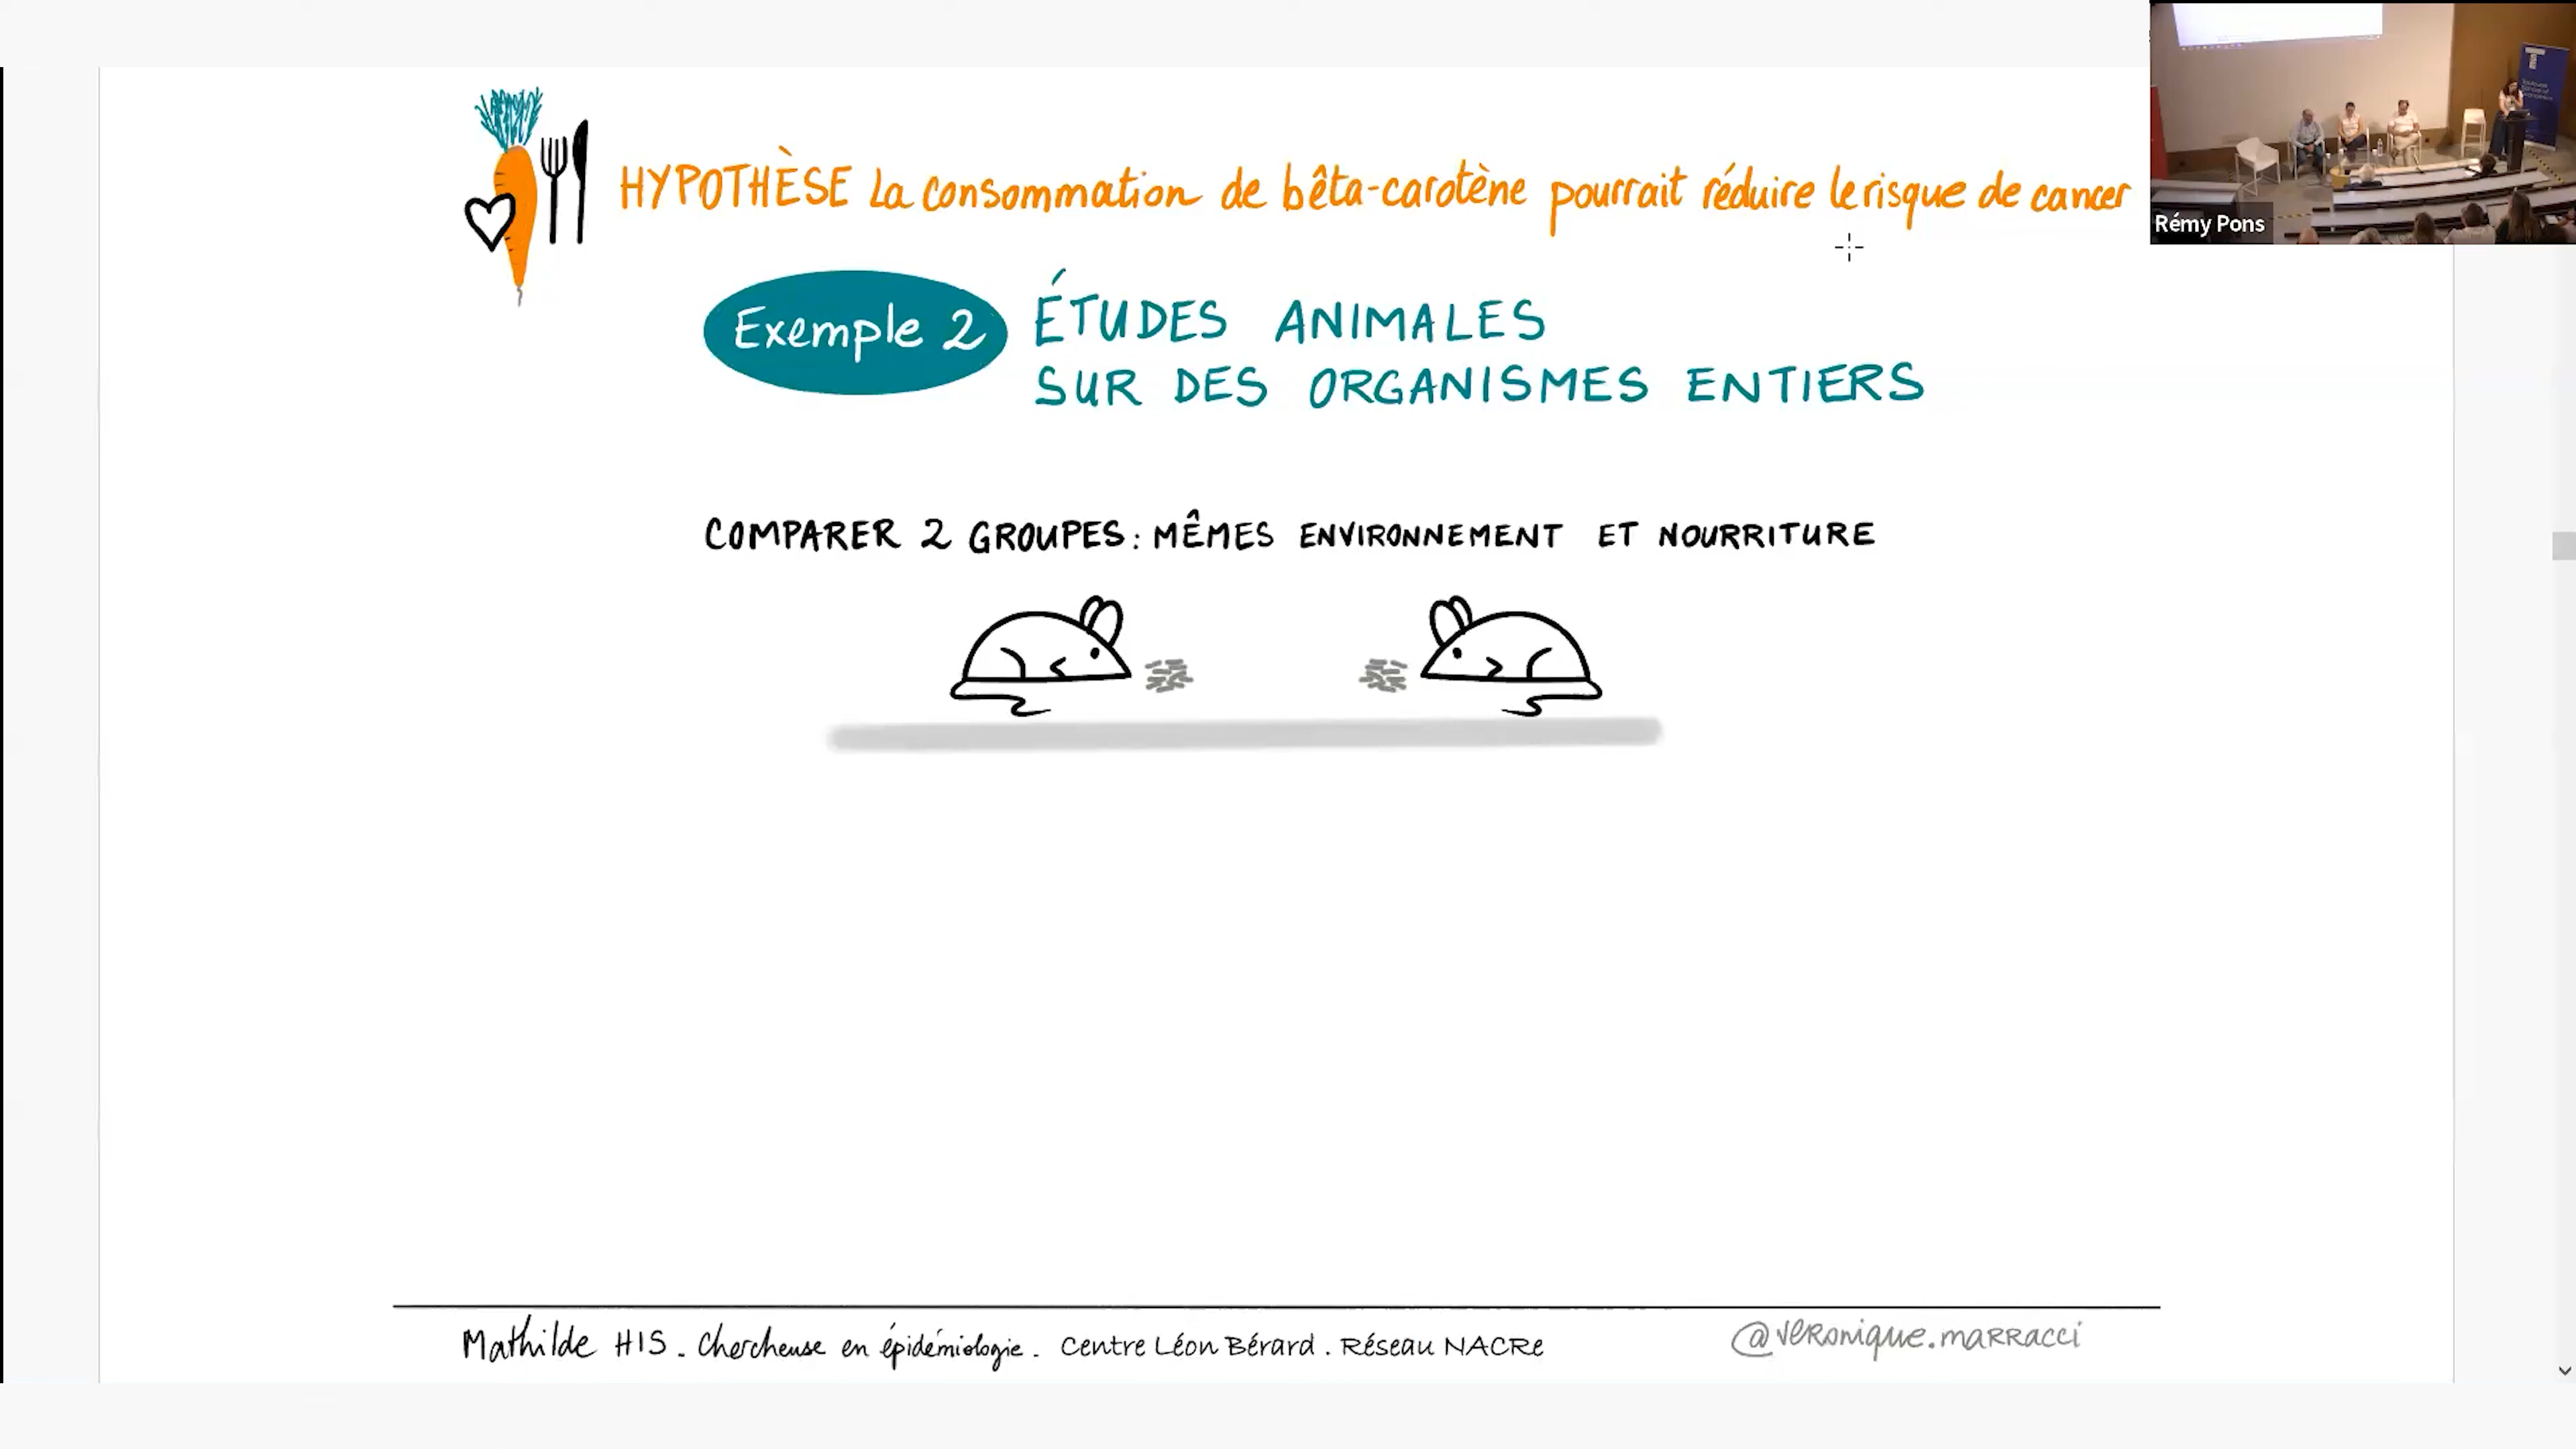 HYPOTHÈSE La consommation de bêta-carotène pourrait réduire le risque de cancer
Exemple 2
ÉTUDES ANIMALES
SUR DES ORGANISMES ENTIERS
COMPARER 2 GROUPES : MÊMES ENVIRONNEMENT ET NOURRITURE
Mathilde HIS. Chercheuse en épidémiologie. Centre Léon Bérard. Réseau NACRe
@veronique.marracci
Rémy Pons